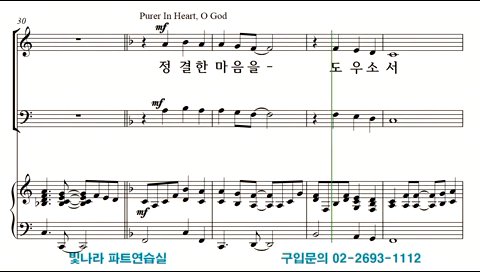 30
Purer In Heart, O God
mf
정 결한 마음을 - 도 우소 서
mf
mf
빛나라 파트연습실 구입문의 02-2693-1112